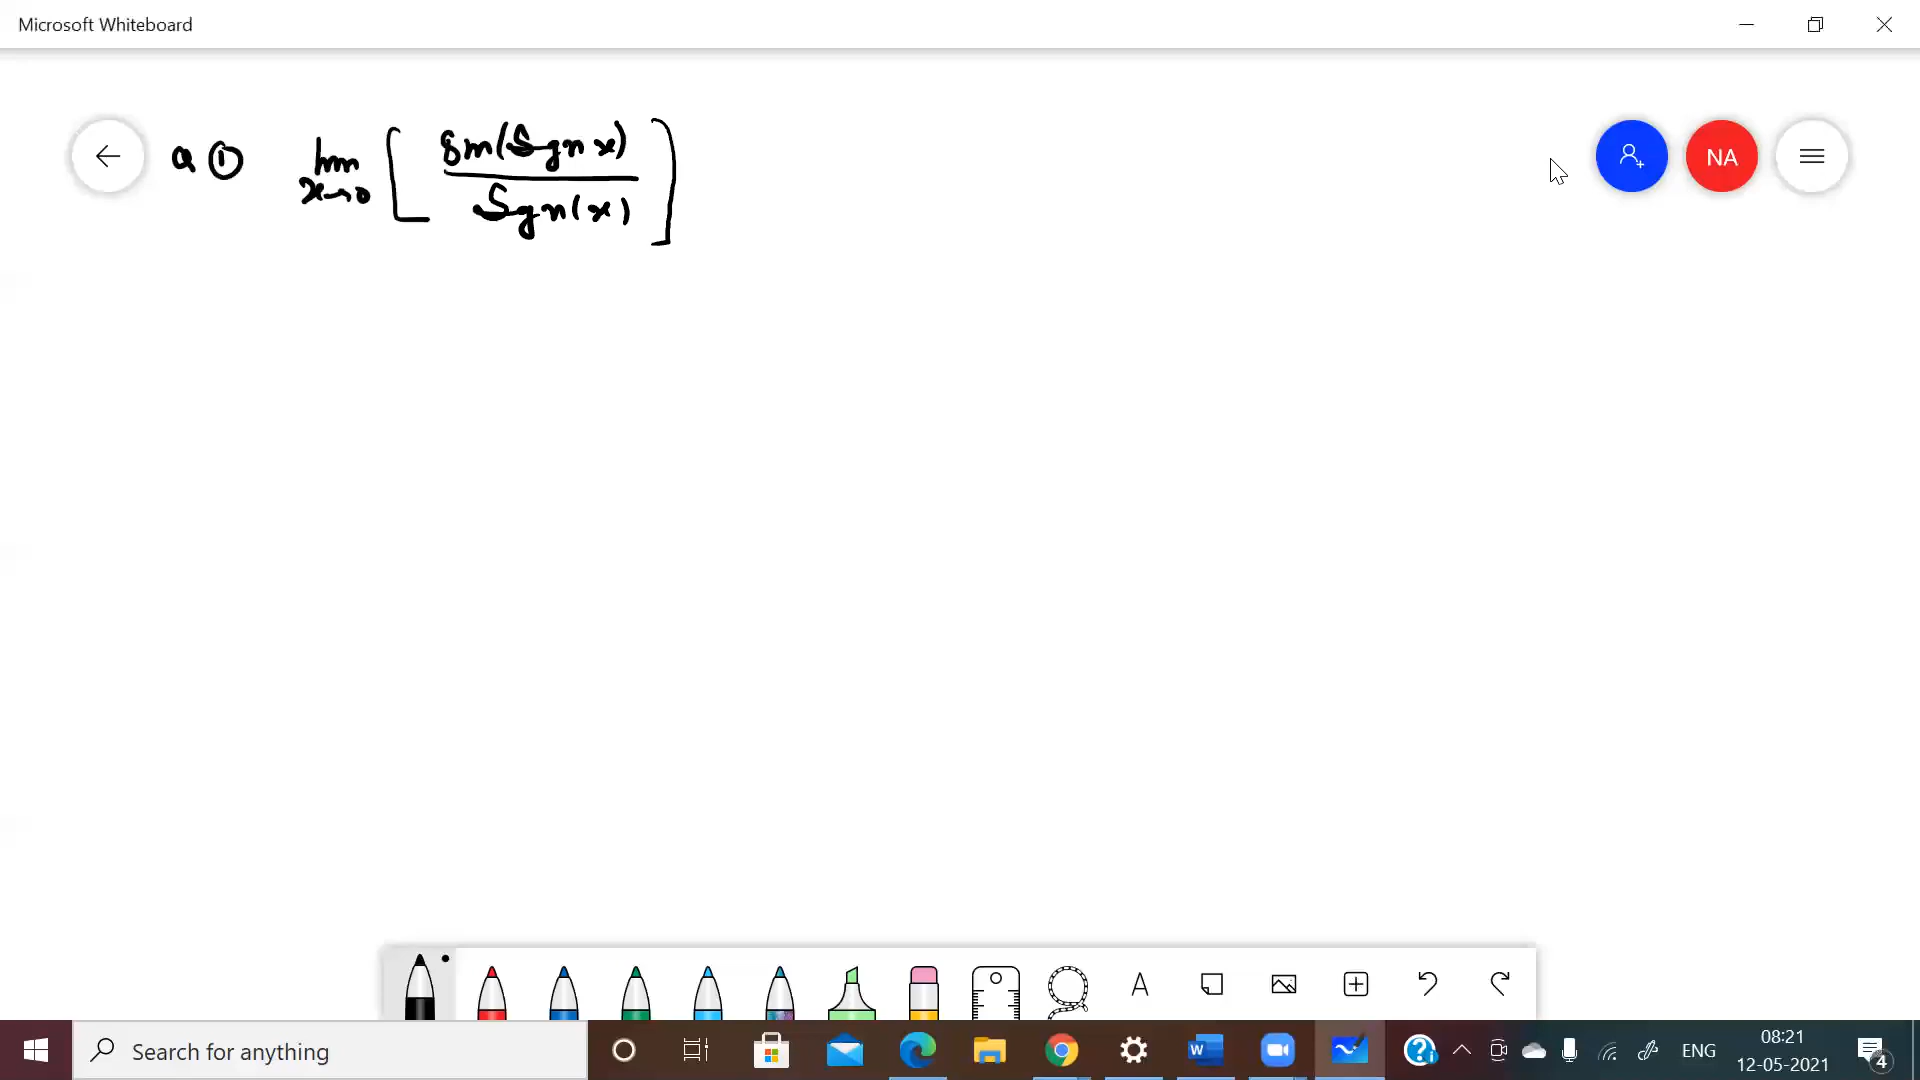 Microsoft Whiteboard
Q ① lim x→0 [ sin(Sgn x) / Sgn(x) ]
NA
A
Search for anything
W
ENG
08:21
12-05-2021
4